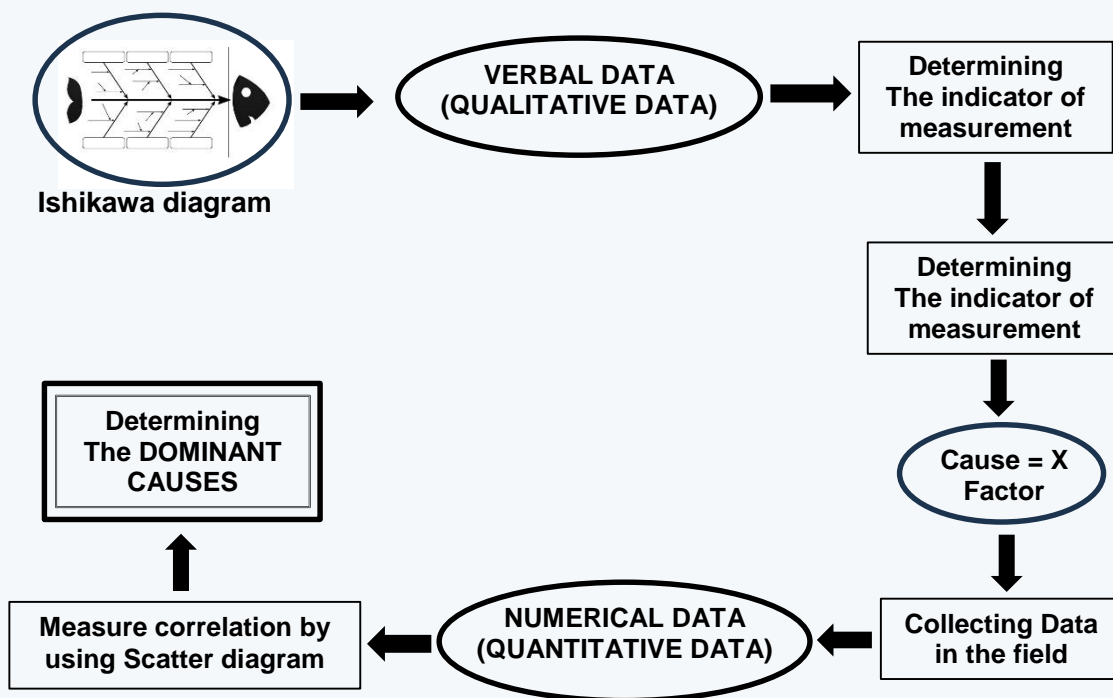 Ishikawa diagram
VERBAL DATA
(QUALITATIVE DATA)
Determining
The indicator of
measurement
Determining
The indicator of
measurement
Cause = X
Factor
Collecting Data
in the field
NUMERICAL DATA
(QUANTITATIVE DATA)
Measure correlation by
using Scatter diagram
Determining
The DOMINANT
CAUSES